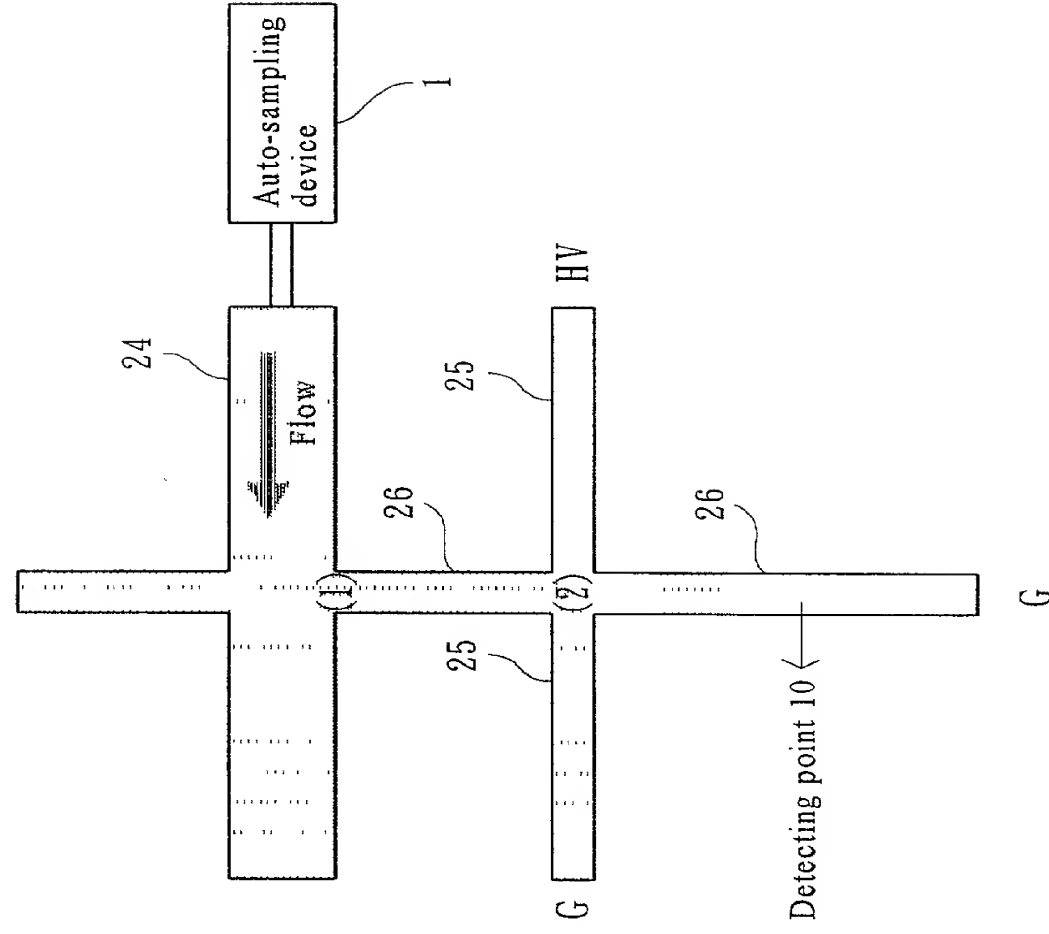 Auto-sampling
device
1
24
Flow
HV
25
26
(1)
(2)
25
26
G
G
Detecting point 10